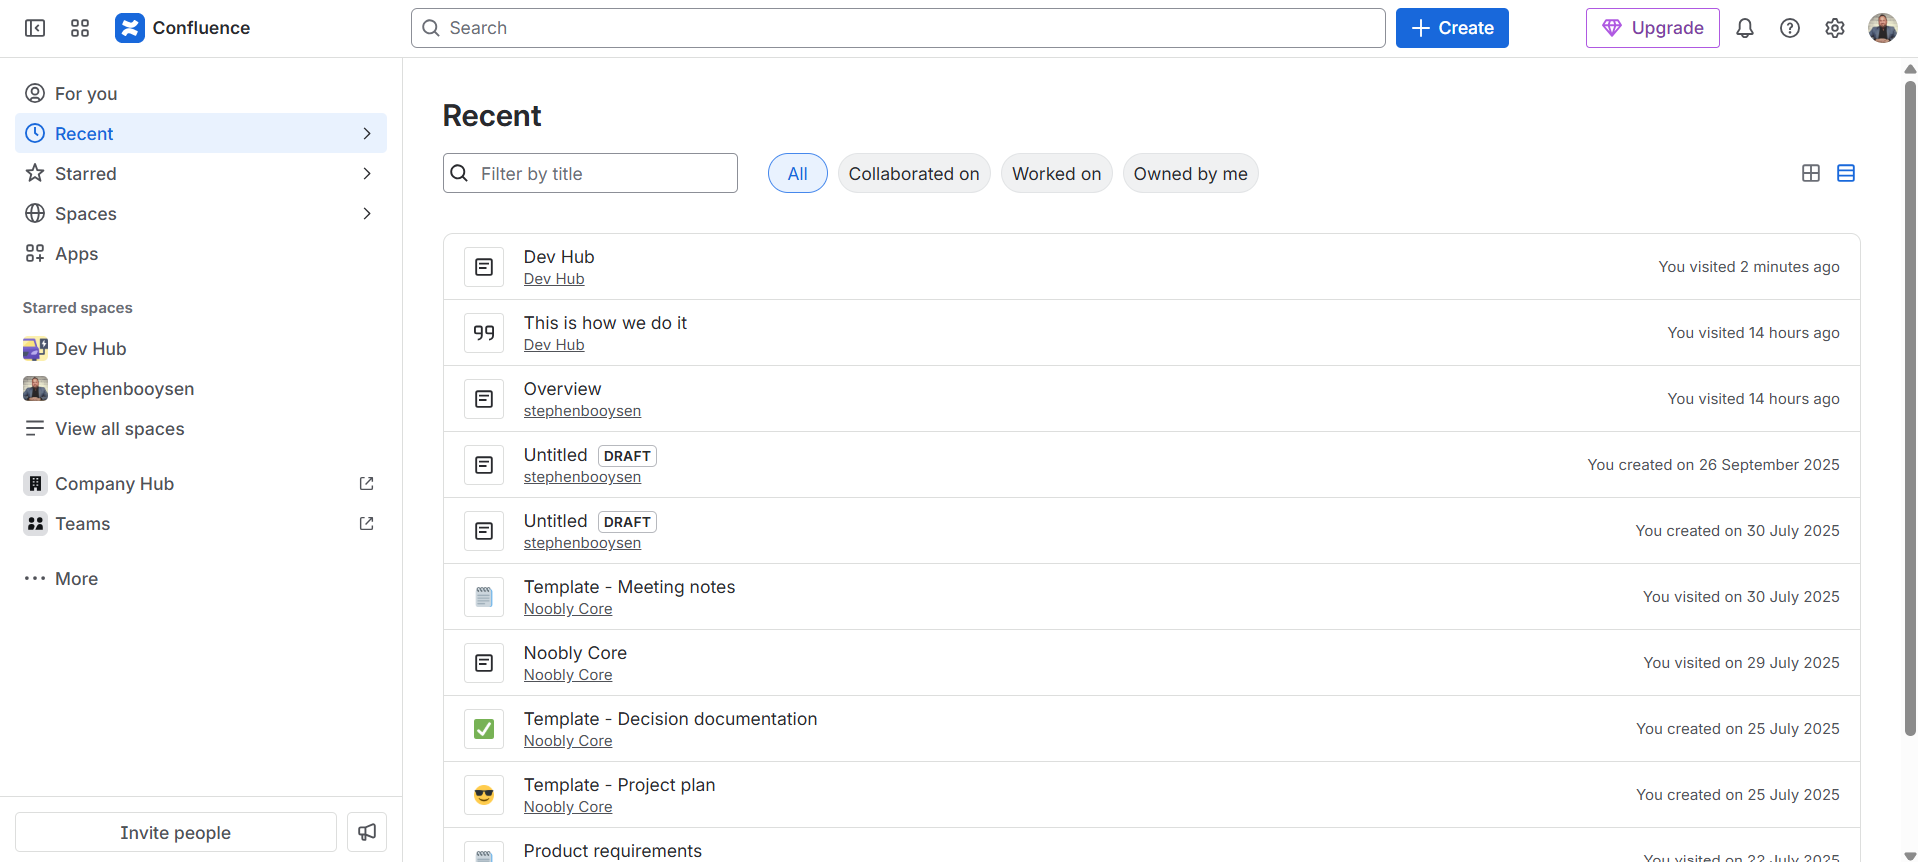 Confluence
Search
Create
Upgrade
For you
Recent
Starred
Spaces
Apps
Starred spaces
Dev Hub
stephenbooysen
View all spaces
Company Hub
Teams
More
Invite people
Recent
Filter by title
All
Collaborated on
Worked on
Owned by me
Dev Hub
Dev Hub
You visited 2 minutes ago
This is how we do it
Dev Hub
You visited 14 hours ago
Overview
stephenbooysen
You visited 14 hours ago
Untitled DRAFT
stephenbooysen
You created on 26 September 2025
Untitled DRAFT
stephenbooysen
You created on 30 July 2025
Template - Meeting notes
Noobly Core
You visited on 30 July 2025
Noobly Core
Noobly Core
You visited on 29 July 2025
Template - Decision documentation
Noobly Core
You created on 25 July 2025
Template - Project plan
Noobly Core
You created on 25 July 2025
Product requirements
You visited on 22 July 2025